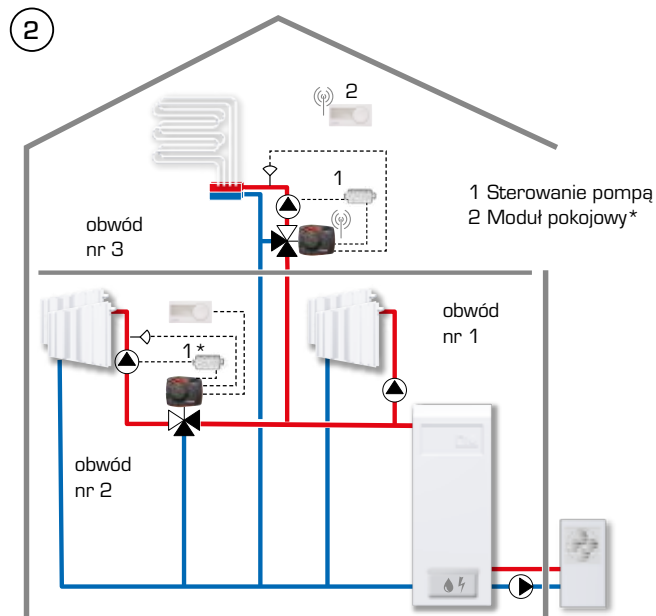 2
2
1
1 Sterowanie pompą
2 Moduł pokojowy*
obwód
nr 3
obwód
nr 1
1*
obwód
nr 2